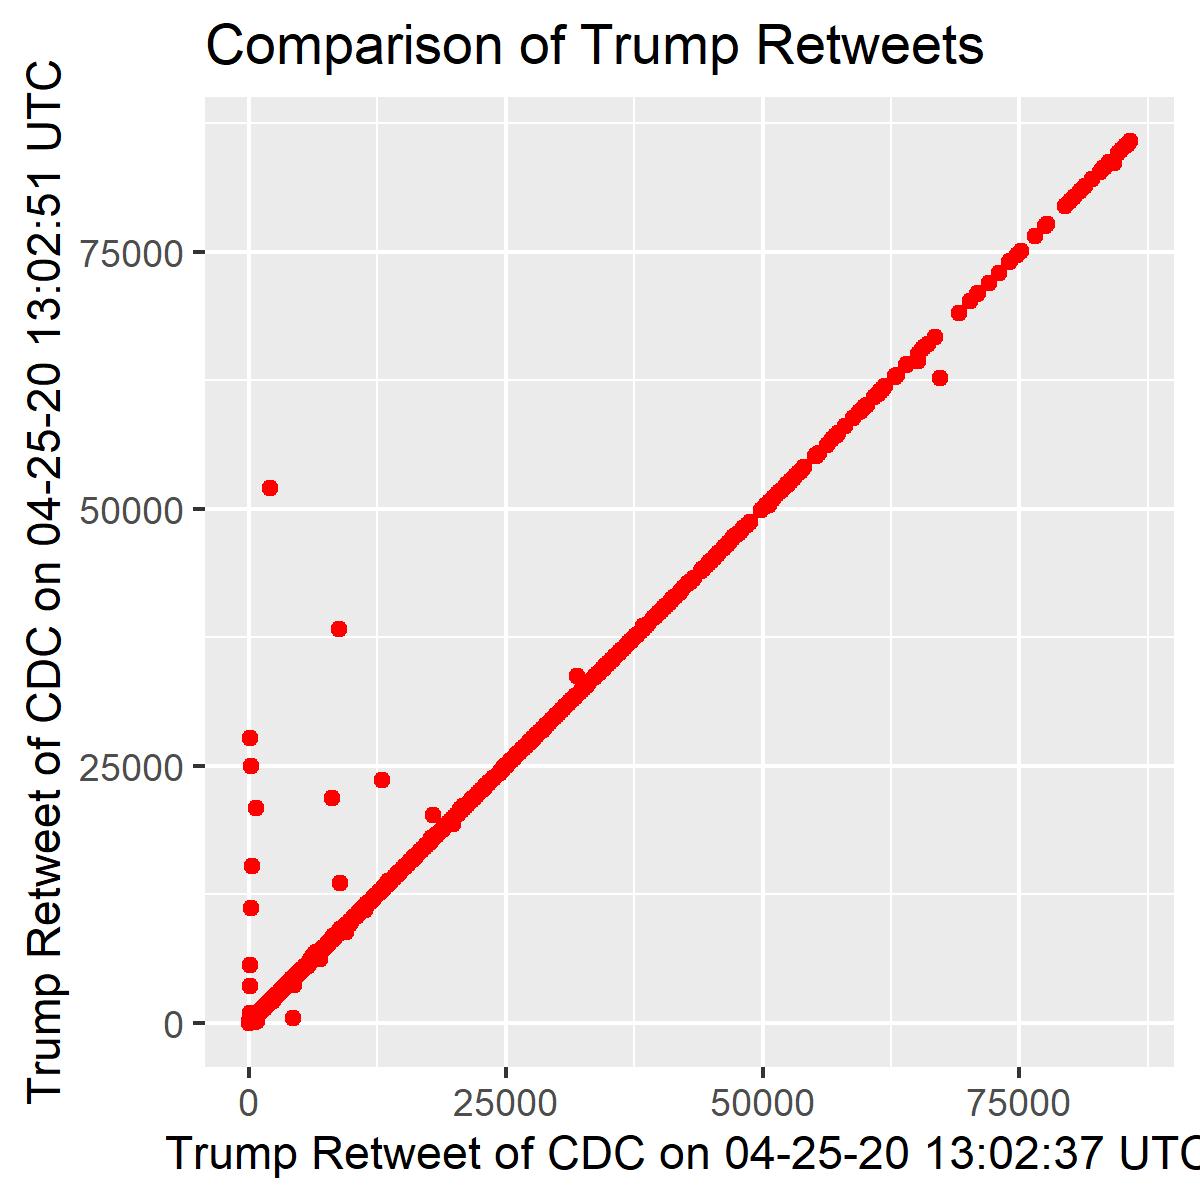 Comparison of Trump Retweets
Trump Retweet of CDC on 04-25-20 13:02:51 UTC
75000
50000
25000
0
0 25000 50000 75000
Trump Retweet of CDC on 04-25-20 13:02:37 UTC